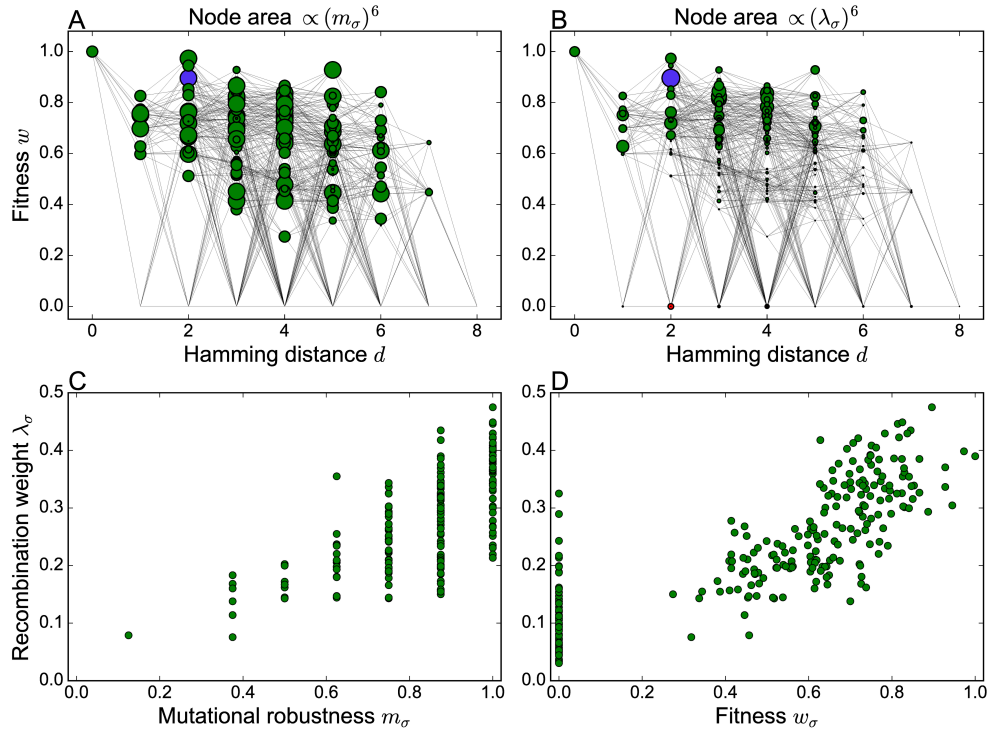 A
Node area ∝ (mσ)⁶
B
Node area ∝ (λσ)⁶
Fitness w
1.0
0.8
0.6
0.4
0.2
0.0
0 2 4 6 8
Hamming distance d
1.0
0.8
0.6
0.4
0.2
0.0
0 2 4 6 8
Hamming distance d
C
Recombination weight λσ
0.5
0.4
0.3
0.2
0.1
0.0
0.0 0.2 0.4 0.6 0.8 1.0
Mutational robustness mσ
D
0.5
0.4
0.3
0.2
0.1
0.0
0.0 0.2 0.4 0.6 0.8 1.0
Fitness wσ